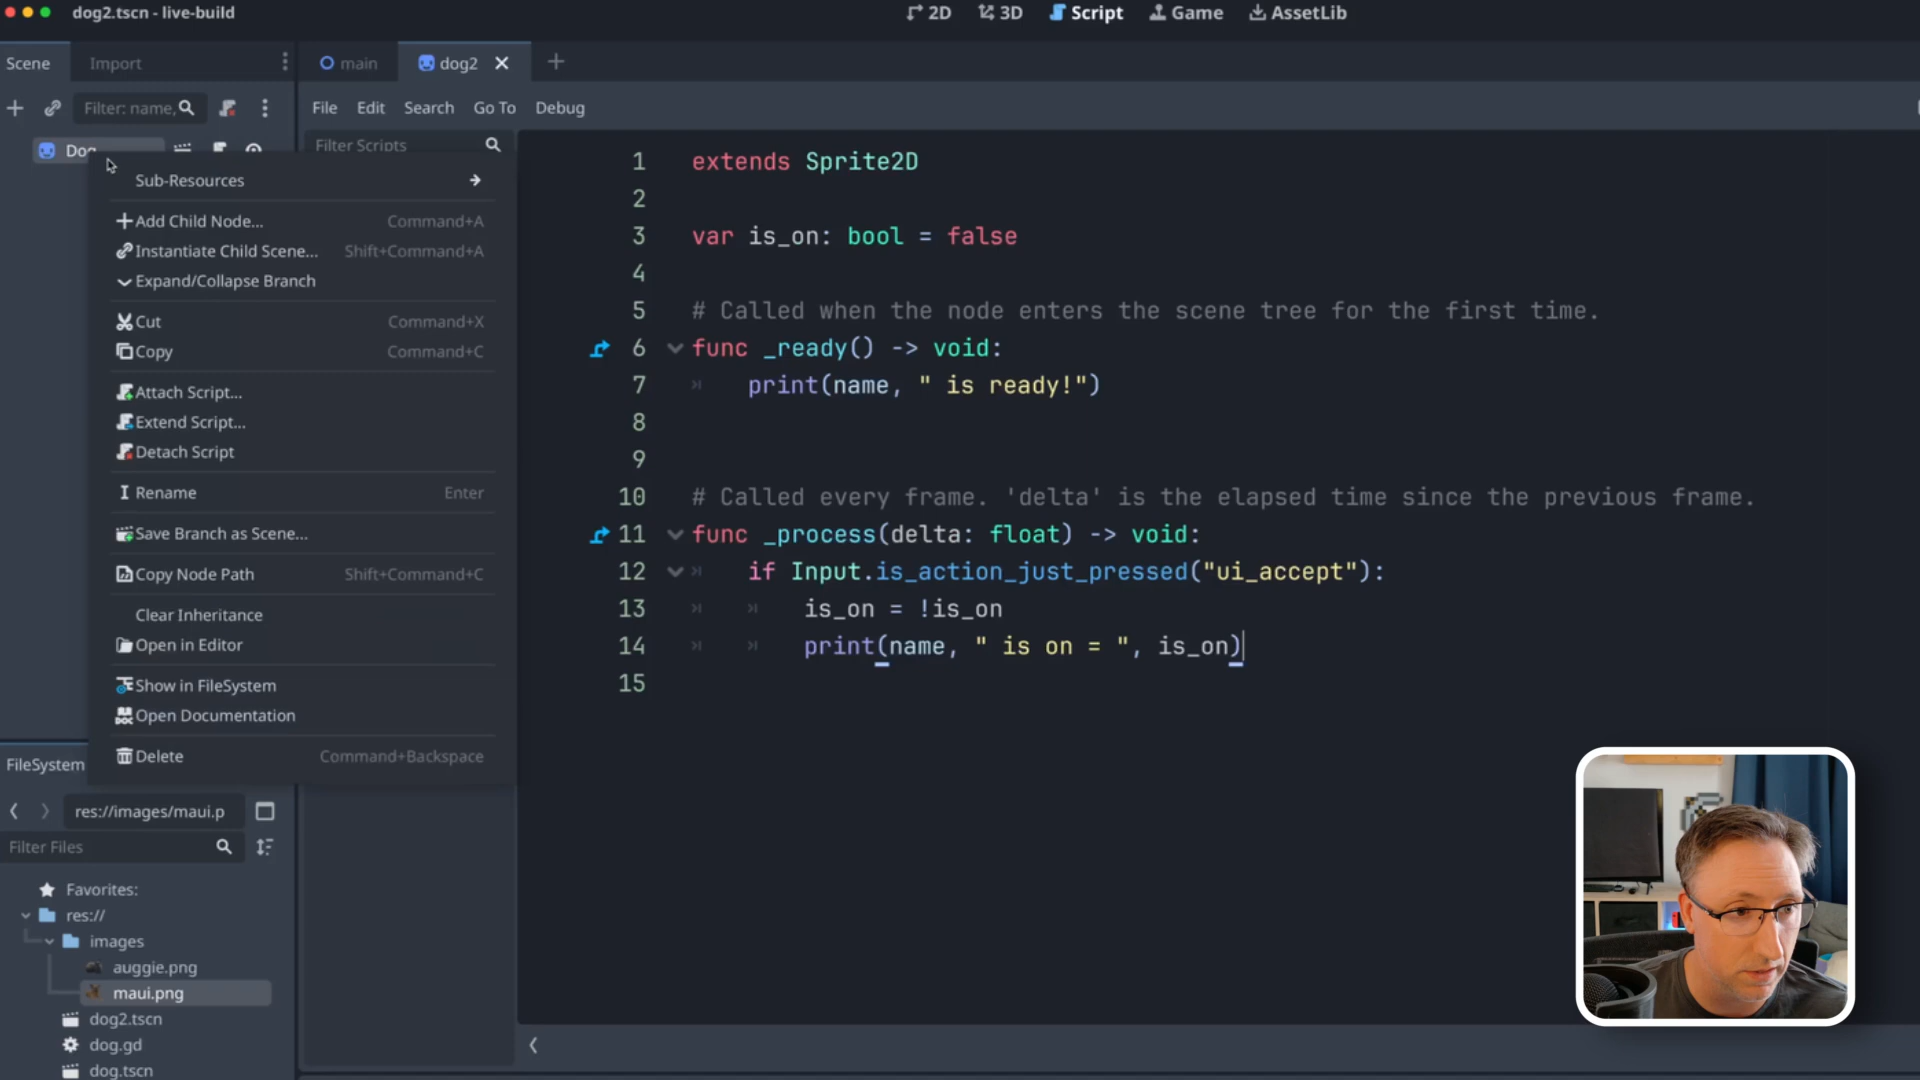 dog2.tscn - live-build
2D
3D
Script
Game
AssetLib
Scene
Import
main
dog2
Filter: name,
File
Edit
Search
Go To
Debug
Dog
Filter Scripts
Sub-Resources
Add Child Node... Command+A
Instantiate Child Scene... Shift+Command+A
Expand/Collapse Branch
Cut Command+X
Copy Command+C
Attach Script...
Extend Script...
Detach Script
Rename Enter
Save Branch as Scene...
Copy Node Path Shift+Command+C
Clear Inheritance
Open in Editor
Show in FileSystem
Open Documentation
Delete Command+Backspace
1 extends Sprite2D
2
3 var is_on: bool = false
4
5 # Called when the node enters the scene tree for the first time.
6 func _ready() -> void:
7 print(name, " is ready!")
8
9
10 # Called every frame. 'delta' is the elapsed time since the previous frame.
11 func _process(delta: float) -> void:
12 if Input.is_action_just_pressed("ui_accept"):
13 is_on = !is_on
14 print(name, " is on = ", is_on)
15
FileSystem
res://images/maui.p
Filter Files
Favorites:
res://
images
auggie.png
maui.png
dog2.tscn
dog.gd
dog.tscn